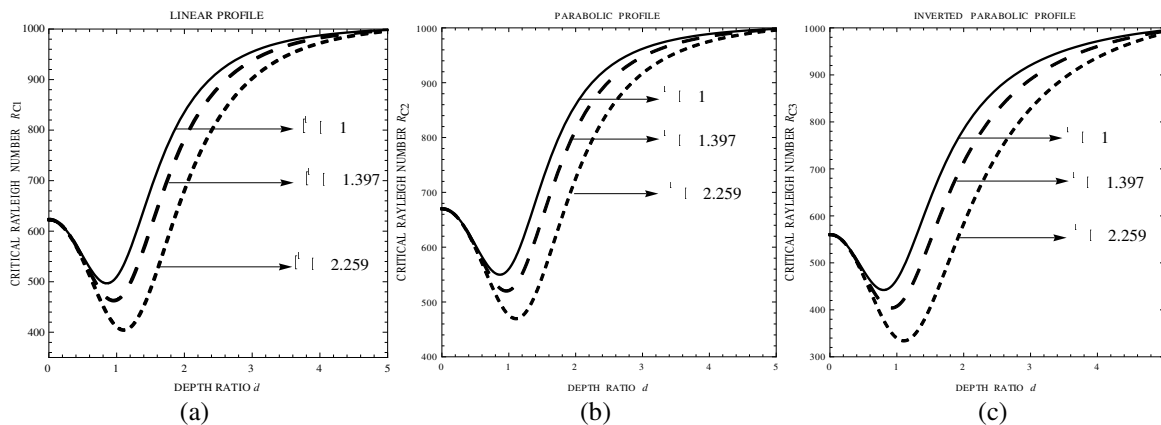 LINEAR PROFILE
CRITICAL RAYLEIGH NUMBER RC1
1000
900
800
700
600
500
400
1
1.397
2.259
0 1 2 3 4 5
DEPTH RATIO d
(a)
PARABOLIC PROFILE
CRITICAL RAYLEIGH NUMBER RC2
1000
900
800
700
600
500
400
1
1.397
2.259
0 1 2 3 4 5
DEPTH RATIO d
(b)
INVERTED PARABOLIC PROFILE
CRITICAL RAYLEIGH NUMBER RC3
1000
900
800
700
600
500
400
300
1
1.397
2.259
0 1 2 3 4
DEPTH RATIO d
(c)